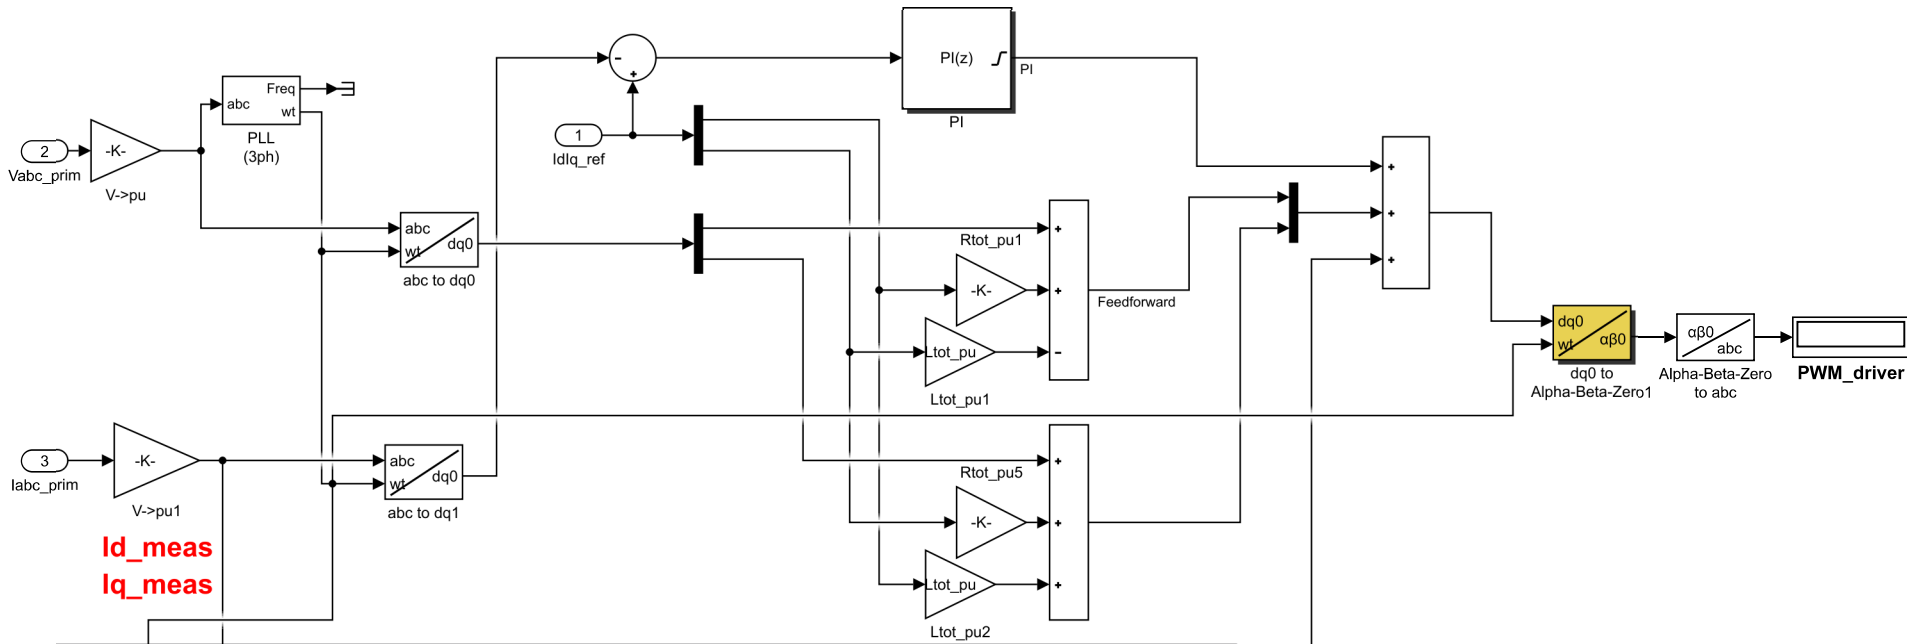 PI(z)
PI
PI
Freq
abc
wt
PLL
(3ph)
2
Vabc_prim
-K-
V->pu
-
+
1
IdIq_ref
abc
wt
dq0
abc to dq0
Rtot_pu1
+
-K-
+
Ltot_pu
-
Ltot_pu1
Feedforward
+
+
+
dq0
wt
αβ0
dq0 to
Alpha-Beta-Zero1
αβ0
abc
Alpha-Beta-Zero
to abc
PWM_driver
3
Iabc_prim
-K-
V->pu1
abc
wt
dq0
abc to dq1
Rtot_pu5
+
-K-
+
Ltot_pu
+
Ltot_pu2
Id_meas
Iq_meas